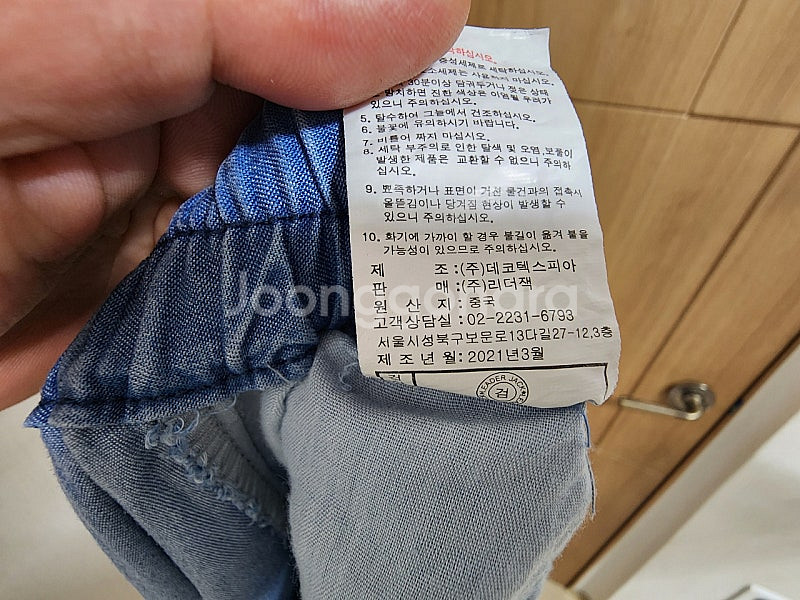 하십시오.
중성세제로 세탁하십시오.
소세제는 사용하지 마십시오.
30분이상 담궈두거나 젖은 상태
방치하면 진한 색상은 이염될 우려가
있으니 주의하십시오.
5. 탈수하여 그늘에서 건조하십시오.
6. 불꽃에 유의하시기 바랍니다.
7. 비틀어 짜지 마십시오.
8. 세탁 부주의로 인한 탈색 및 오염,보풀이
발생한 제품은 교환할 수 없으니 주의하
십시오.
9. 뾰족하거나 표면이 거친 물건과의 접촉시
올뜯김이나 당겨짐 현상이 발생할 수
있으니 주의하십시오.
10. 화기에 가까이 할 경우 불길이 옮겨 붙을
가능성이 있으므로 주의하십시오.
제 조 :(주)데코텍스피아
판 매 :(주)리더잭
원 산 지 : 중국
고객상담실 : 02-2231-6793
서울시성북구보문로13다길27-12,3층
제 조 년 월: 2021년3월
LEADER JACK
검
Joonggonara